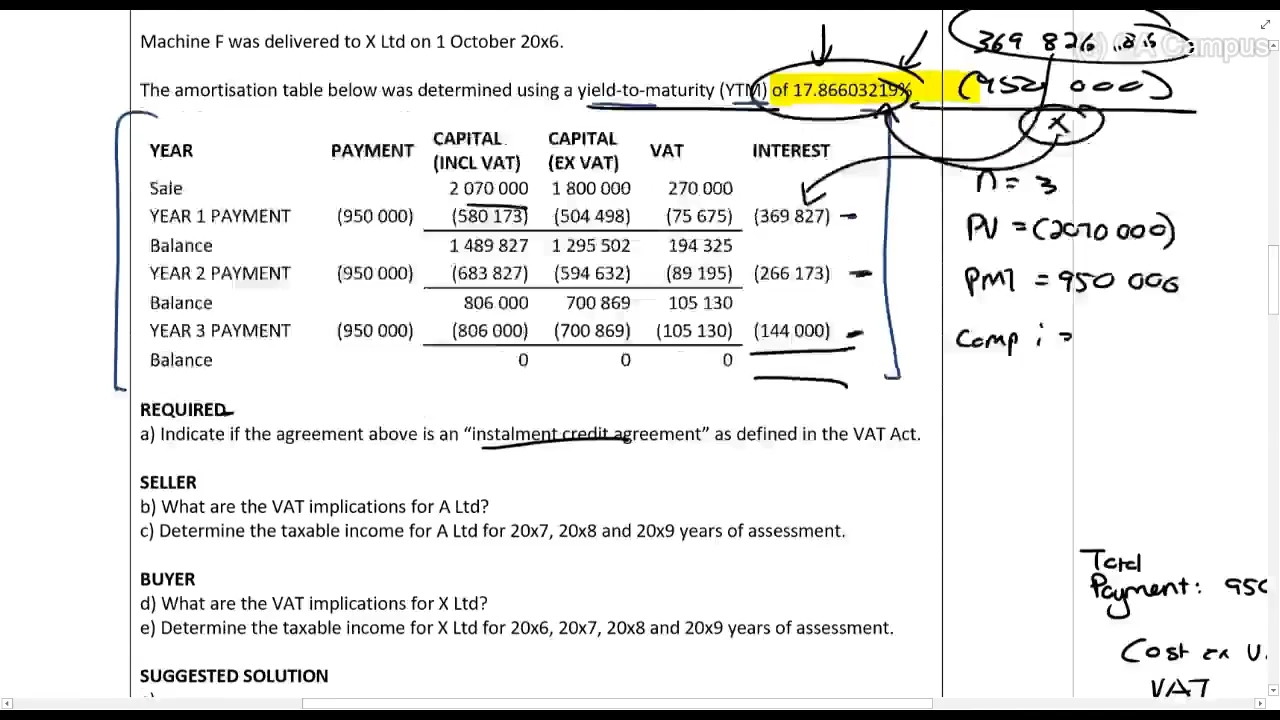 Machine F was delivered to X Ltd on 1 October 20x6.
The amortisation table below was determined using a yield-to-maturity (YTM) of 17.86603219%
YEAR PAYMENT CAPITAL (INCL VAT) CAPITAL (EX VAT) VAT INTEREST
Sale 2 070 000 1 800 000 270 000
YEAR 1 PAYMENT (950 000) (580 173) (504 498) (75 675) (369 827)
Balance 1 489 827 1 295 502 194 325
YEAR 2 PAYMENT (950 000) (683 827) (594 632) (89 195) (266 173)
Balance 806 000 700 869 105 130
YEAR 3 PAYMENT (950 000) (806 000) (700 869) (105 130) (144 000)
Balance 0 0 0
REQUIRED
a) Indicate if the agreement above is an “instalment credit agreement” as defined in the VAT Act.
SELLER
b) What are the VAT implications for A Ltd?
c) Determine the taxable income for A Ltd for 20x7, 20x8 and 20x9 years of assessment.
BUYER
d) What are the VAT implications for X Ltd?
e) Determine the taxable income for X Ltd for 20x6, 20x7, 20x8 and 20x9 years of assessment.
SUGGESTED SOLUTION
369 826
Campus
000)
X
n = 3
PV = (2070 000)
PMT = 950 000
Comp i =
Total
Payment: 950
Cost ex V
VAT